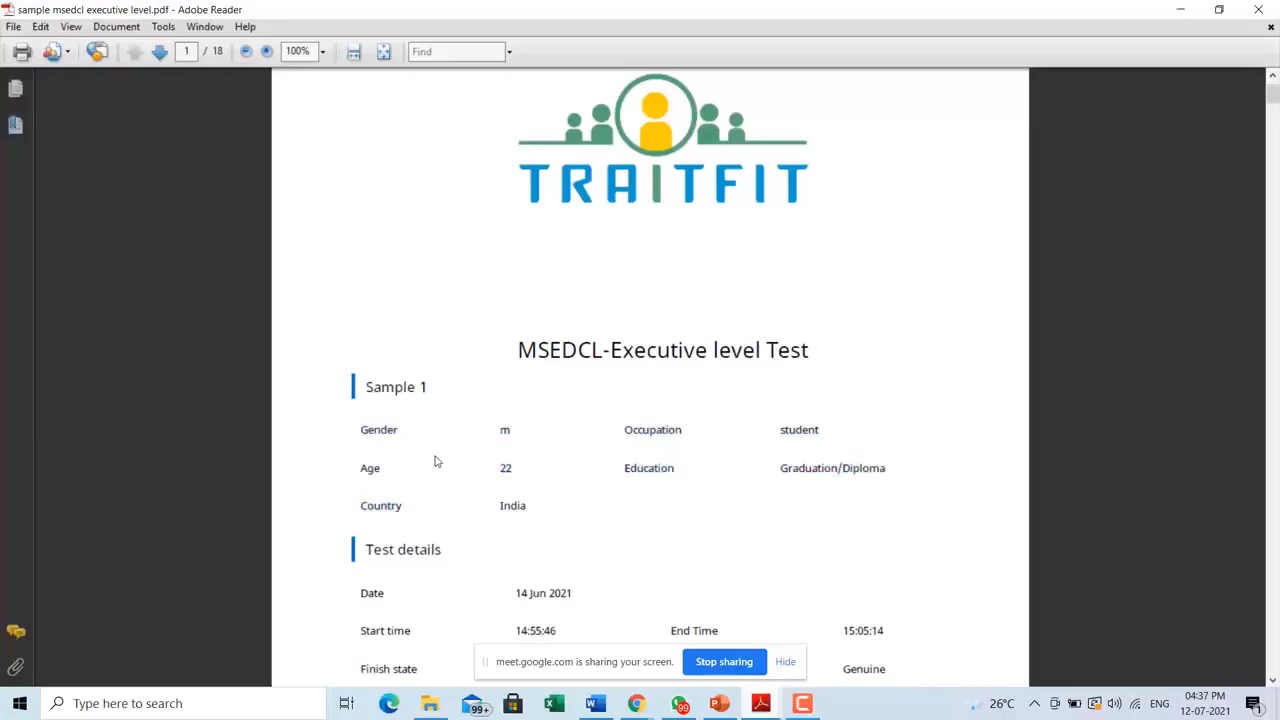 sample msedcl executive level.pdf - Adobe Reader
File Edit View Document Tools Window Help
1 / 18 100% Find
TRAITFIT
MSEDCL-Executive level Test
Sample 1
Gender m Occupation student
Age 22 Education Graduation/Diploma
Country India
Test details
Date 14 Jun 2021
Start time 14:55:46 End Time 15:05:14
meet.google.com is sharing your screen. Stop sharing Hide
Finish state Genuine
Type here to search
99+
99
26°C
ENG
04:37 PM
12-07-2021
1